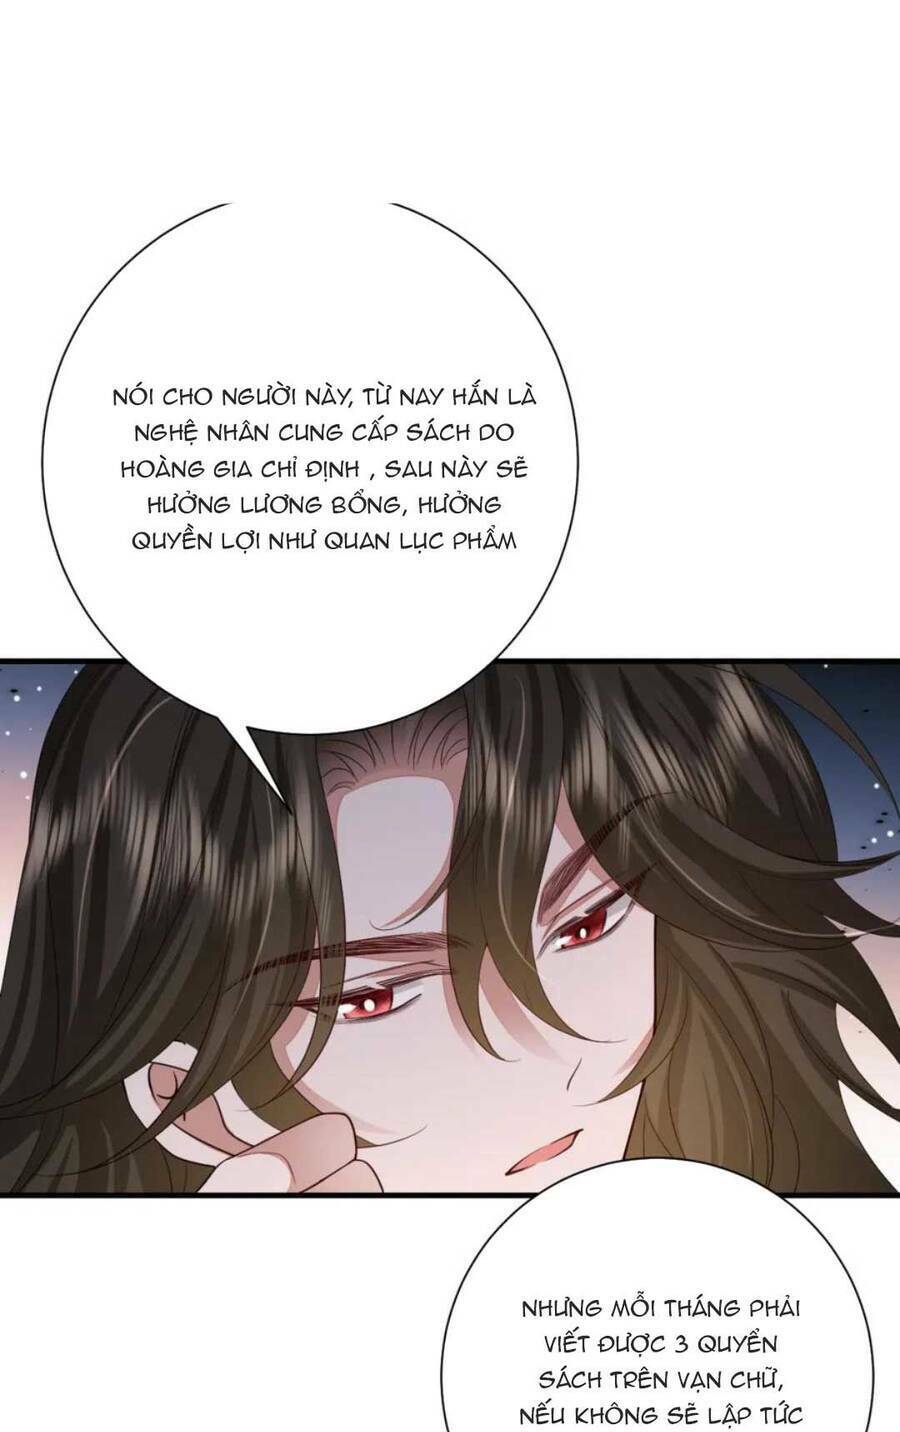 NÓI CHO NGƯỜI NÀY, TỪ NAY HẮN LÀ
NGHỆ NHÂN CUNG CẤP SÁCH DO
HOÀNG GIA CHỈ ĐỊNH , SAU NÀY SẼ
HƯỞNG LƯƠNG BỔNG, HƯỞNG
QUYỀN LỢI NHƯ QUAN LỤC PHẨM
NHƯNG MỖI THÁNG PHẢI
VIẾT ĐƯỢC 3 QUYỂN
SÁCH TRÊN VẠN CHỮ,
NẾU KHÔNG SẼ LẬP TỨC